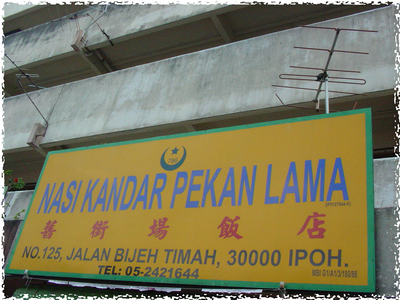 786
NASI KANDAR PEKAN LAMA
舊街場飯店
NO.125, JALAN BIJEH TIMAH, 30000 IPOH.
TEL: 05-2421644